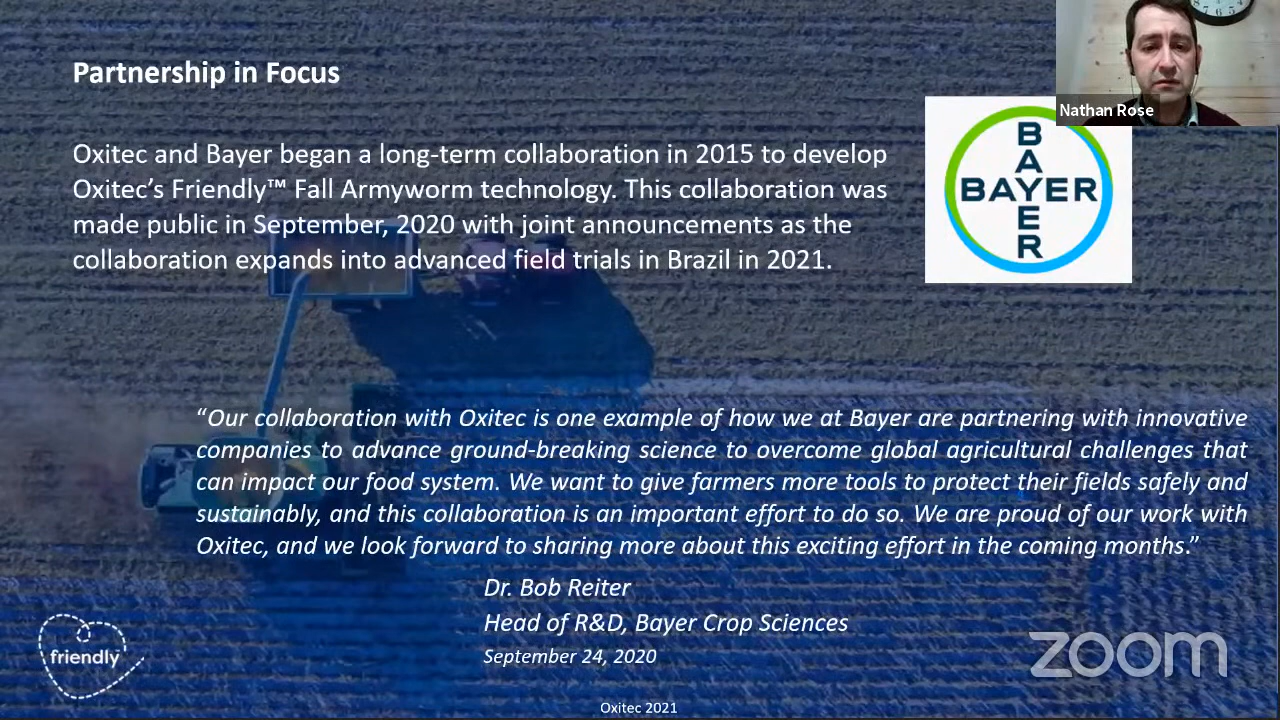 Partnership in Focus
Nathan Rose
Oxitec and Bayer began a long-term collaboration in 2015 to develop
Oxitec’s Friendly™ Fall Armyworm technology. This collaboration was
made public in September, 2020 with joint announcements as the
collaboration expands into advanced field trials in Brazil in 2021.
BAYER
BAYER
“Our collaboration with Oxitec is one example of how we at Bayer are partnering with innovative
companies to advance ground-breaking science to overcome global agricultural challenges that
can impact our food system. We want to give farmers more tools to protect their fields safely and
sustainably, and this collaboration is an important effort to do so. We are proud of our work with
Oxitec, and we look forward to sharing more about this exciting effort in the coming months.”
Dr. Bob Reiter
Head of R&D, Bayer Crop Sciences
September 24, 2020
friendly
zoom
Oxitec 2021